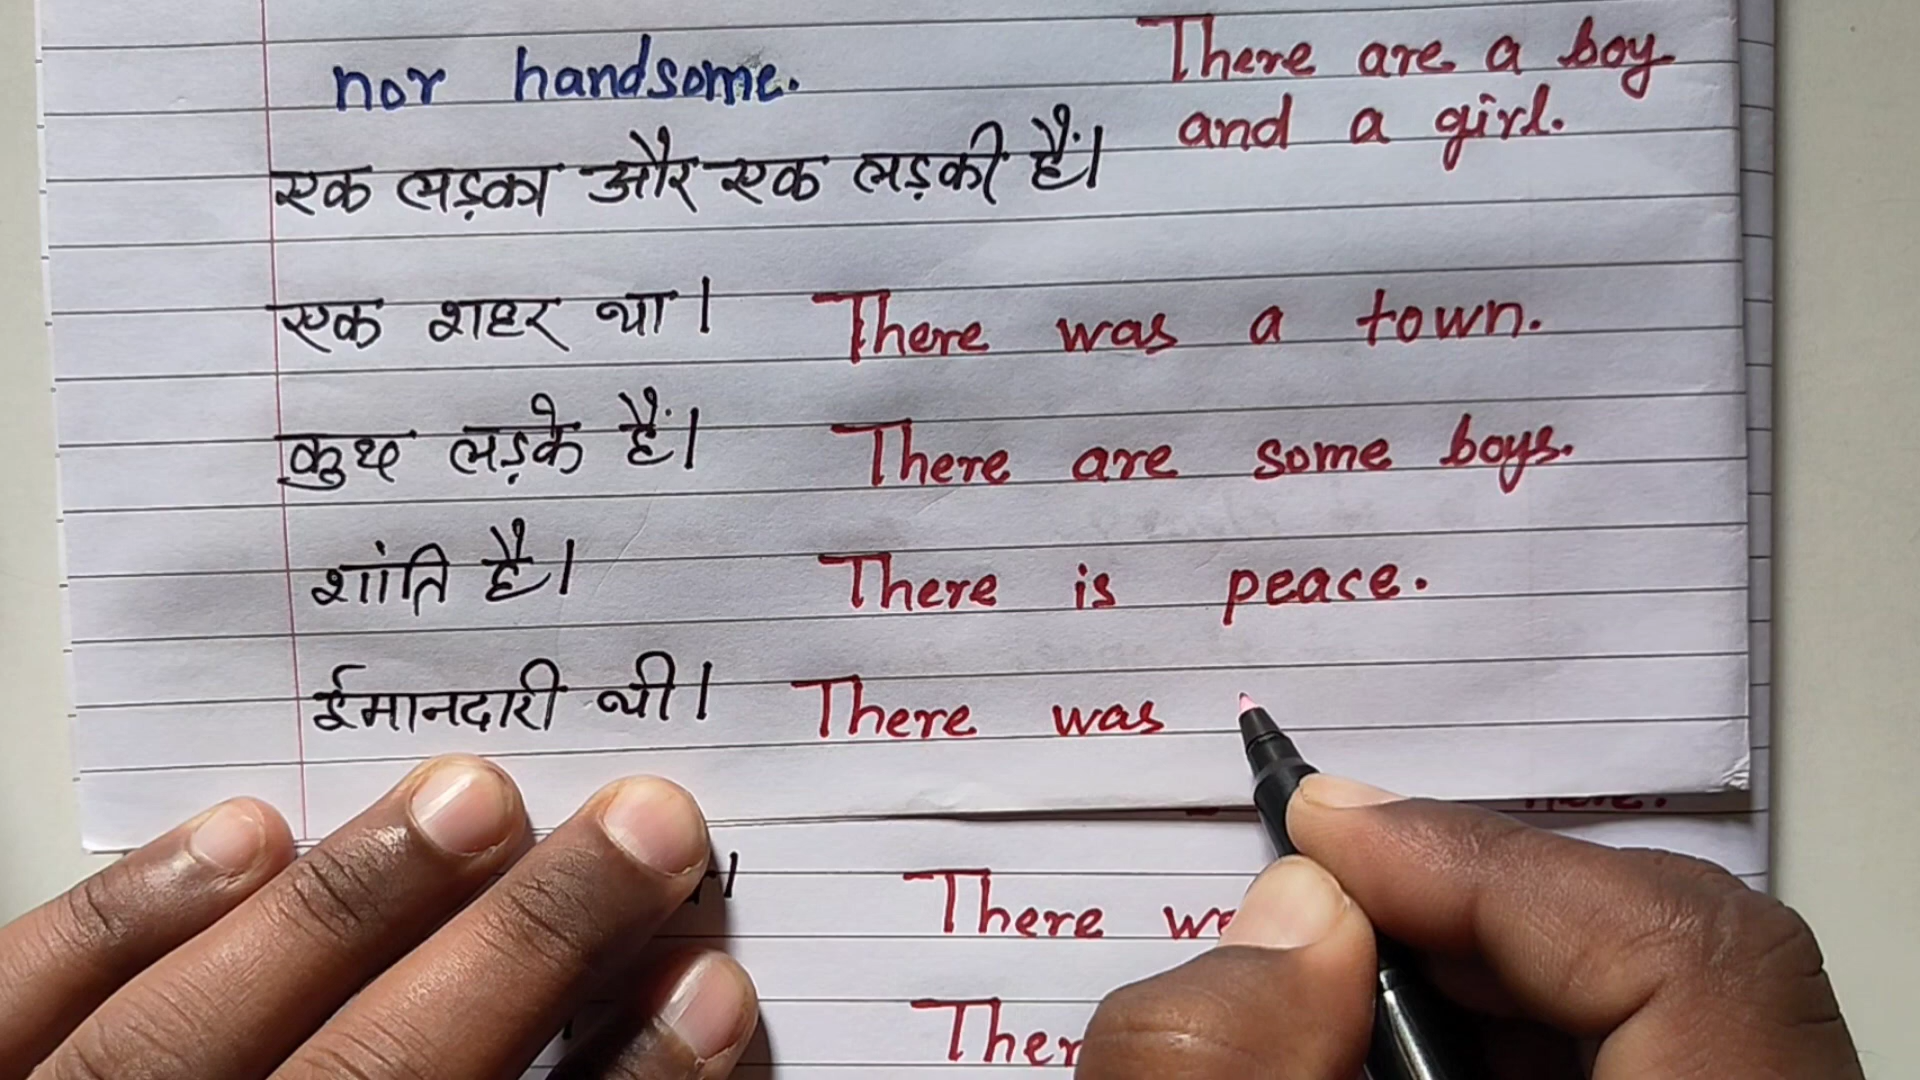 nor handsome.
There are a boy
and a girl.
एक लड़का और एक लड़की हैं।
एक शहर था। There was a town.
कुछ लड़के हैं। There are some boys.
शांति है। There is peace.
ईमानदारी थी। There was
There